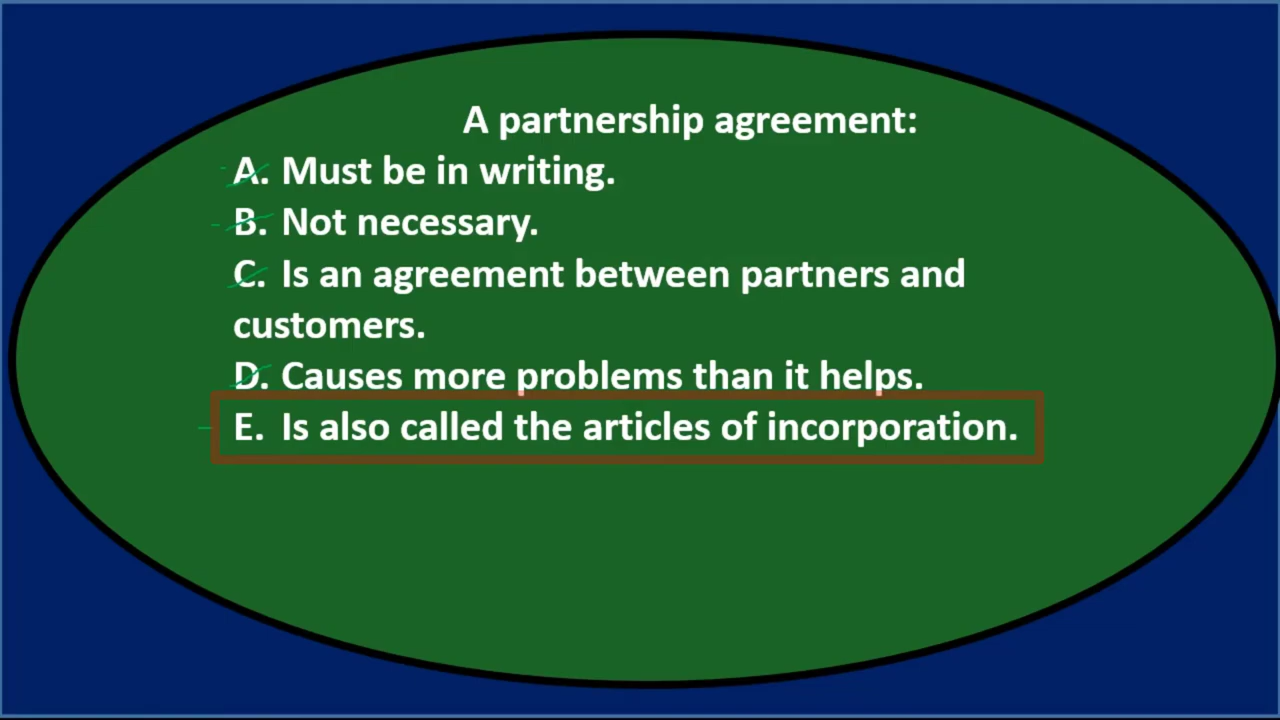 A partnership agreement:
A. Must be in writing.
B. Not necessary.
C. Is an agreement between partners and
customers.
D. Causes more problems than it helps.
E. Is also called the articles of incorporation.